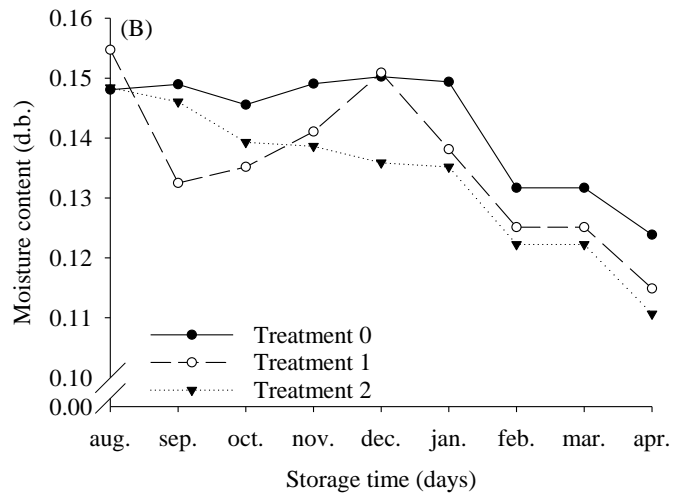 (B)
0.16
0.15
0.14
0.13
0.12
0.11
0.10
0.00
Moisture content (d.b.)
Treatment 0
Treatment 1
Treatment 2
aug. sep. oct. nov. dec. jan. feb. mar. apr.
Storage time (days)